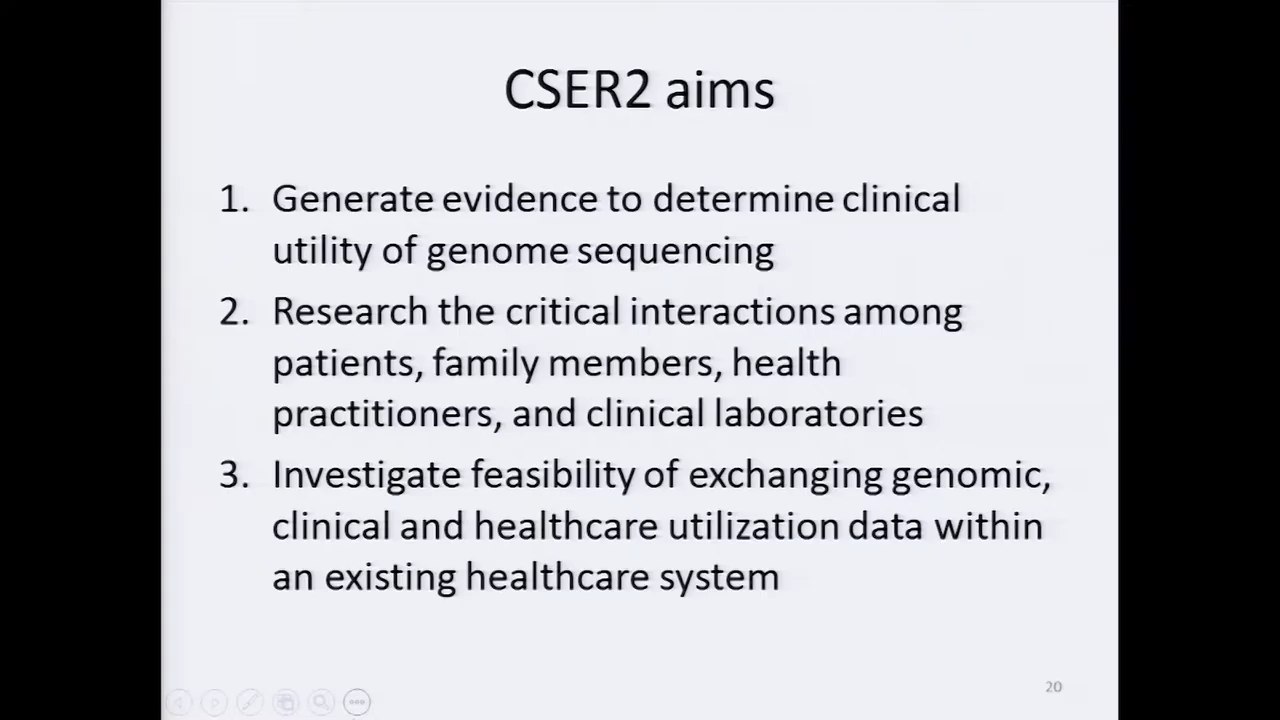 CSER2 aims
1. Generate evidence to determine clinical
utility of genome sequencing
2. Research the critical interactions among
patients, family members, health
practitioners, and clinical laboratories
3. Investigate feasibility of exchanging genomic,
clinical and healthcare utilization data within
an existing healthcare system
20